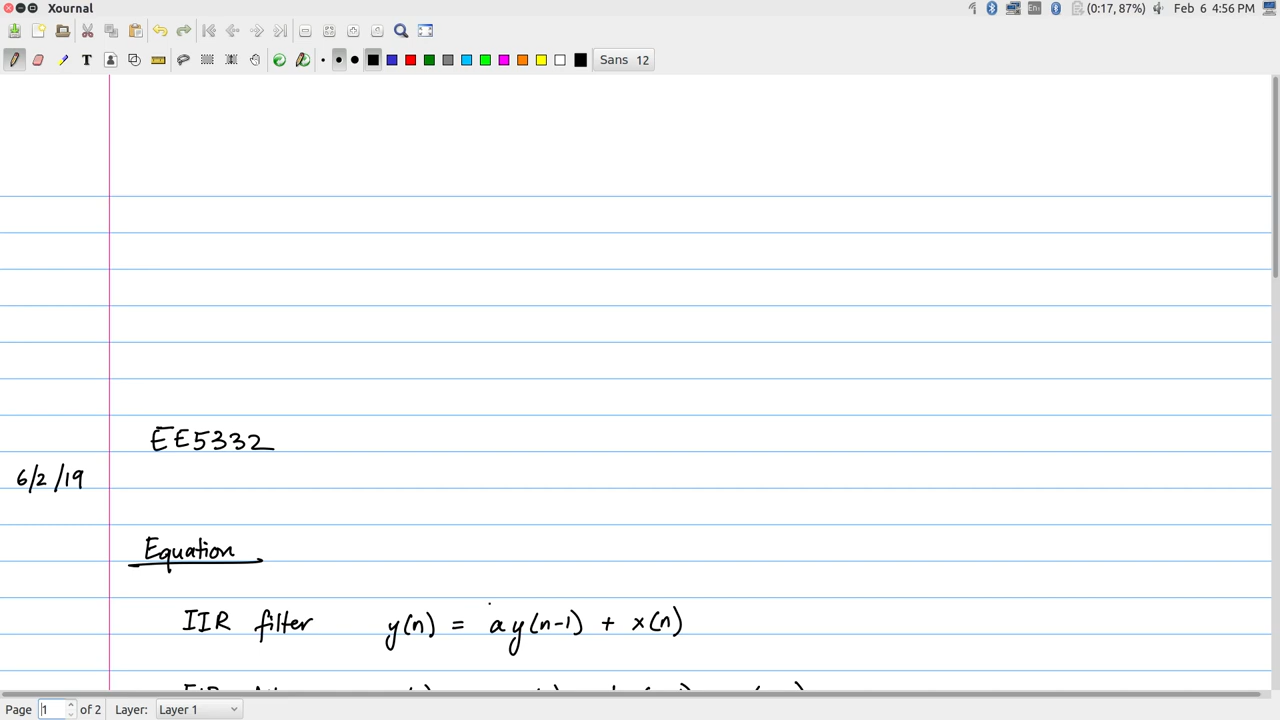 Xournal
(0:17, 87%) Feb 6 4:56 PM
Sans 12
EE5332
6/2/19
Equation
IIR filter y(n) = ay(n-1) + x(n)
Page 1 of 2 Layer: Layer 1